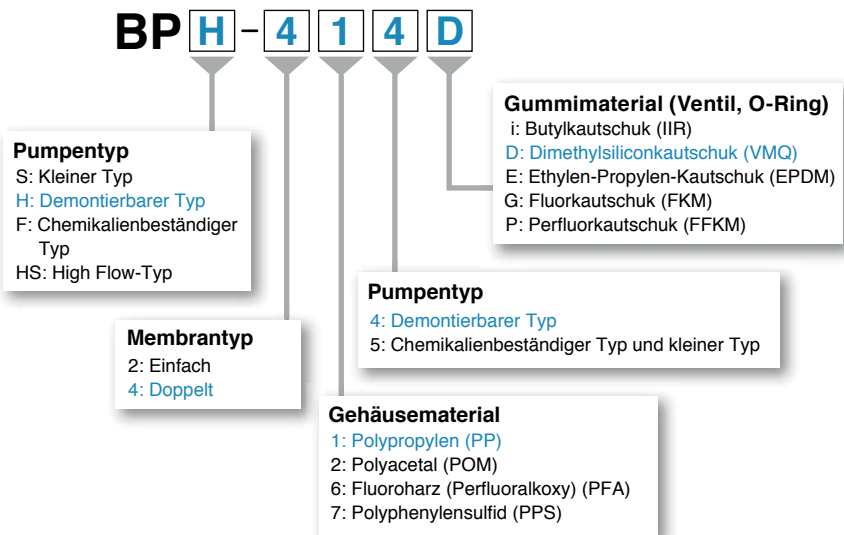 BPH-414D
Gummimaterial (Ventil, O-Ring)
i: Butylkautschuk (IIR)
D: Dimethylsiliconkautschuk (VMQ)
E: Ethylen-Propylen-Kautschuk (EPDM)
G: Fluorkautschuk (FKM)
P: Perfluorkautschuk (FFKM)
Pumpentyp
S: Kleiner Typ
H: Demontierbarer Typ
F: Chemikalienbeständiger
Typ
HS: High Flow-Typ
Pumpentyp
4: Demontierbarer Typ
5: Chemikalienbeständiger Typ und kleiner Typ
Membrantyp
2: Einfach
4: Doppelt
Gehäusematerial
1: Polypropylen (PP)
2: Polyacetal (POM)
6: Fluoroharz (Perfluoralkoxy) (PFA)
7: Polyphenylensulfid (PPS)